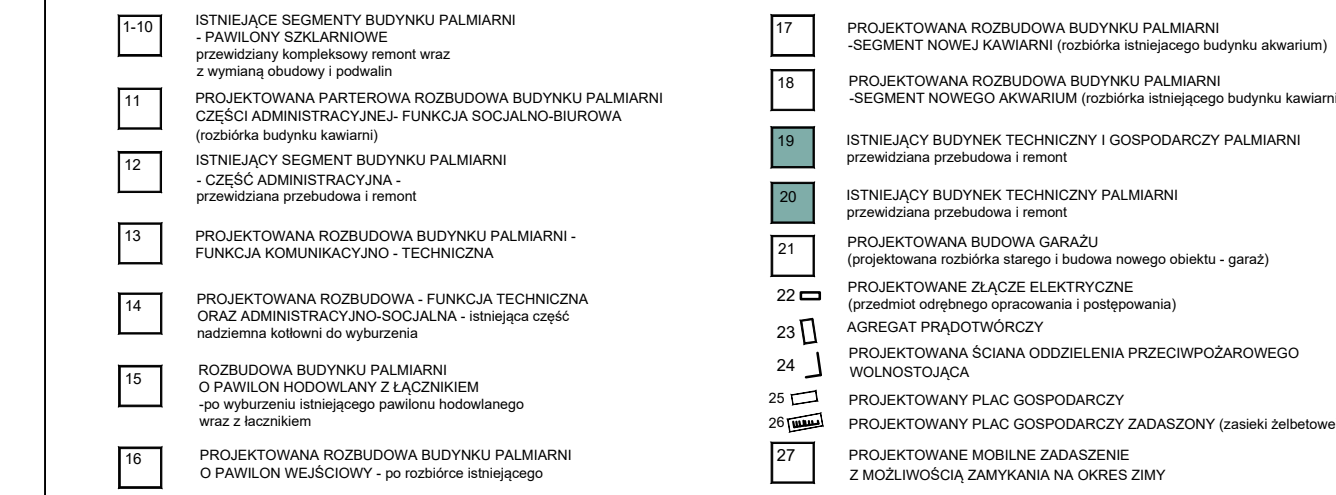 1-10
ISTNIEJĄCE SEGMENTY BUDYNKU PALMIARNI
- PAWILONY SZKLARNIOWE
przewidziany kompleksowy remont wraz
z wymianą obudowy i podwalin
11
PROJEKTOWANA PARTEROWA ROZBUDOWA BUDYNKU PALMIARNI
CZĘŚCI ADMINISTRACYJNEJ- FUNKCJA SOCJALNO-BIUROWA
(rozbiórka budynku kawiarni)
12
ISTNIEJĄCY SEGMENT BUDYNKU PALMIARNI
- CZĘŚĆ ADMINISTRACYJNA -
przewidziana przebudowa i remont
13
PROJEKTOWANA ROZBUDOWA BUDYNKU PALMIARNI -
FUNKCJA KOMUNIKACYJNO - TECHNICZNA
14
PROJEKTOWANA ROZBUDOWA - FUNKCJA TECHNICZNA
ORAZ ADMINISTRACYJNO-SOCJALNA - istniejąca część
nadziemna kotłowni do wyburzenia
15
ROZBUDOWA BUDYNKU PALMIARNI
O PAWILON HODOWLANY Z ŁĄCZNIKIEM
-po wyburzeniu istniejącego pawilonu hodowlanego
wraz z łacznikiem
16
PROJEKTOWANA ROZBUDOWA BUDYNKU PALMIARNI
O PAWILON WEJŚCIOWY - po rozbiórce istniejącego
17
PROJEKTOWANA ROZBUDOWA BUDYNKU PALMIARNI
-SEGMENT NOWEJ KAWIARNI (rozbiórka istniejacego budynku akwarium)
18
PROJEKTOWANA ROZBUDOWA BUDYNKU PALMIARNI
-SEGMENT NOWEGO AKWARIUM (rozbiórka istniejącego budynku kawiarni
19
ISTNIEJĄCY BUDYNEK TECHNICZNY I GOSPODARCZY PALMIARNI
przewidziana przebudowa i remont
20
ISTNIEJĄCY BUDYNEK TECHNICZNY PALMIARNI
przewidziana przebudowa i remont
21
PROJEKTOWANA BUDOWA GARAŻU
(projektowana rozbiórka starego i budowa nowego obiektu - garaż)
22
PROJEKTOWANE ZŁĄCZE ELEKTRYCZNE
(przedmiot odrębnego opracowania i postępowania)
23
AGREGAT PRĄDOTWÓRCZY
24
PROJEKTOWANA ŚCIANA ODDZIELENIA PRZECIWPOŻAROWEGO
WOLNOSTOJĄCA
25
PROJEKTOWANY PLAC GOSPODARCZY
26
PROJEKTOWANY PLAC GOSPODARCZY ZADASZONY (zasieki żelbetowe
27
PROJEKTOWANE MOBILNE ZADASZENIE
Z MOŻLIWOŚCIĄ ZAMYKANIA NA OKRES ZIMY